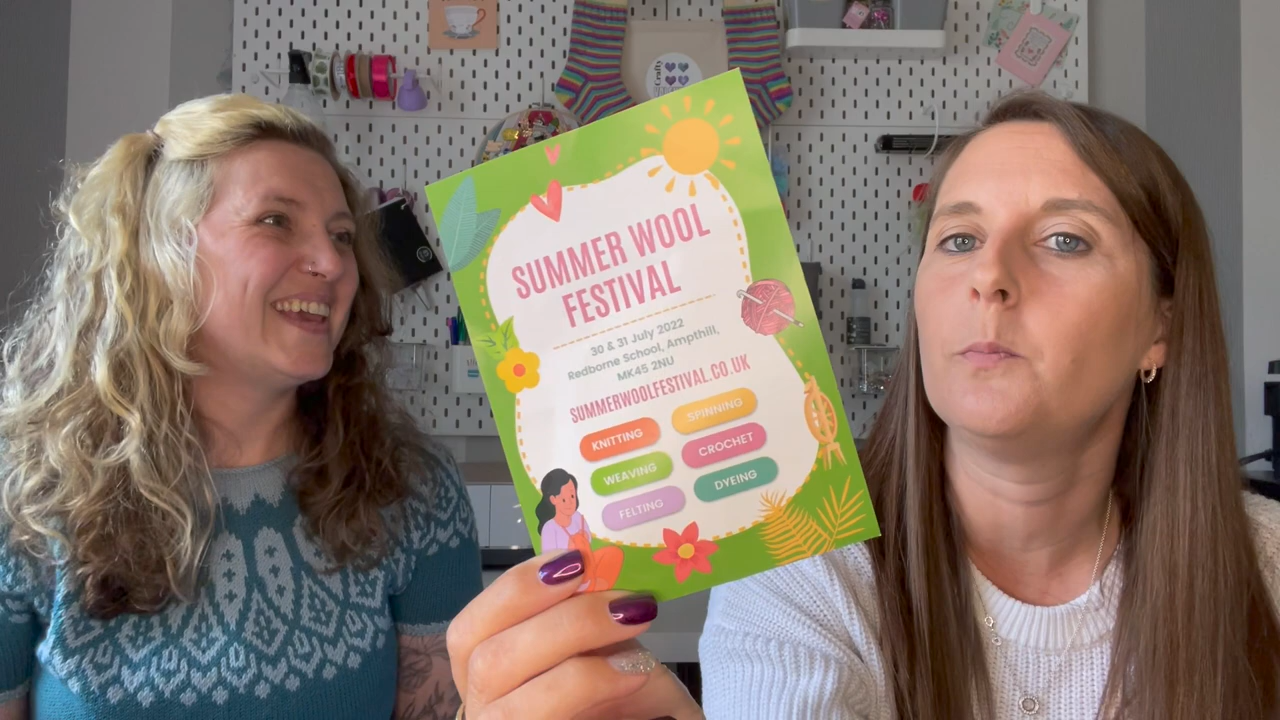 Crafty
SUMMER WOOL
FESTIVAL
30 & 31 July 2022
Redborne School, Ampthill,
MK45 2NU
SUMMERWOOLFESTIVAL.CO.UK
KNITTING
SPINNING
WEAVING
CROCHET
FELTING
DYEING